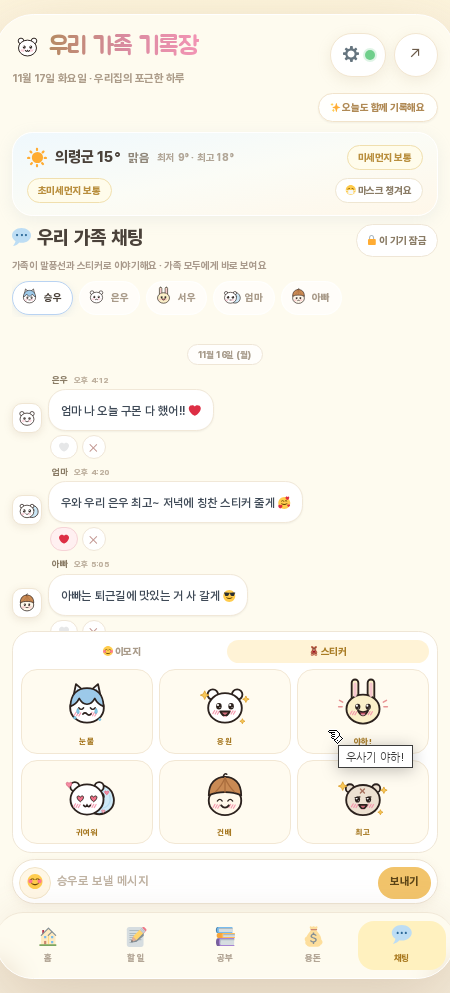 우리 가족 기록장
11월 17일 화요일 · 우리집의 포근한 하루
✨오늘도 함께 기록해요
의령군 15° 맑음 최저 9° · 최고 18°
미세먼지 보통
초미세먼지 보통
😷 마스크 챙겨요
💬 우리 가족 채팅
🔒 이 기기 잠금
가족이 말풍선과 스티커로 이야기해요 · 가족 모두에게 바로 보여요
승우
은우
서우
엄마
아빠
11월 16일 (월)
은우 오후 4:12
엄마 나 오늘 구몬 다 했어!! ❤️
엄마 오후 4:20
우와 우리 은우 최고~ 저녁에 칭찬 스티커 줄게 🥰
아빠 오후 5:05
아빠는 퇴근길에 맛있는 거 사 갈게 😎
😊 이모지
🧸 스티커
눈물
응원
야하!
우사기 야하!
귀여워
건배
최고
승우로 보낼 메시지
보내기
홈
할 일
공부
용돈
채팅